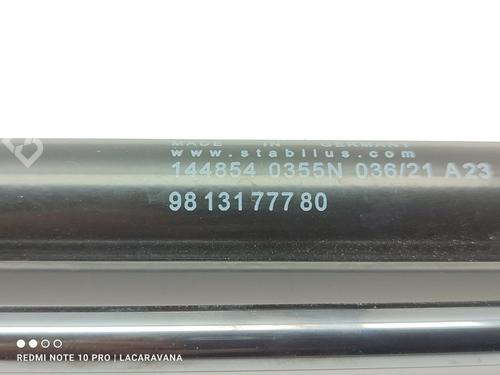 MADE IN GERMANY
www.stabilus.com
144854 0355N 036/21 A23
98 131 777 80
REDMI NOTE 10 PRO | LACARAVANA